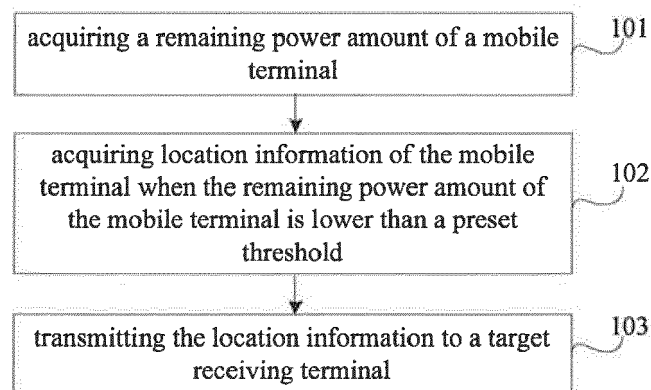 acquiring a remaining power amount of a mobile
terminal
101
acquiring location information of the mobile
terminal when the remaining power amount of
the mobile terminal is lower than a preset
threshold
102
transmitting the location information to a target
receiving terminal
103